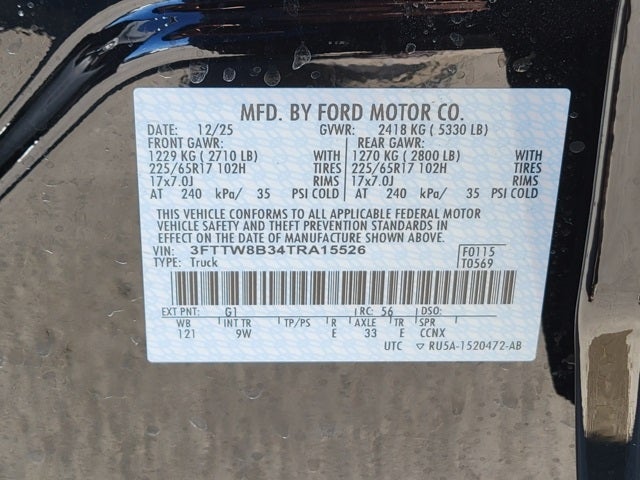 MFD. BY FORD MOTOR CO.
DATE: 12/25 GVWR: 2418 KG ( 5330 LB)
FRONT GAWR: REAR GAWR:
1229 KG ( 2710 LB) WITH 1270 KG ( 2800 LB) WITH
225/65R17 102H TIRES 225/65R17 102H TIRES
17x7.0J RIMS 17x7.0J RIMS
AT 240 kPa/ 35 PSI COLD AT 240 kPa/ 35 PSI COLD
THIS VEHICLE CONFORMS TO ALL APPLICABLE FEDERAL MOTOR
VEHICLE SAFETY AND THEFT PREVENTION STANDARDS IN
EFFECT ON THE DATE OF MANUFACTURE SHOWN ABOVE.
VIN: 3FTTW8B34TRA15526 F0115
TYPE: Truck T0569
EXT PNT: G1 RC: 56 DSO:
WB INT TR TP/PS R AXLE TR SPR
121 9W E 33 E CCNX
UTC ▽ RU5A-1520472-AB